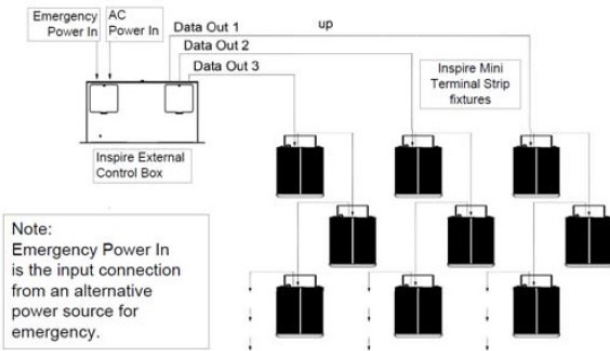 Emergency
Power In
AC
Power In
Data Out 1
up
Data Out 2
Data Out 3
Inspire Mini
Terminal Strip
fixtures
Inspire External
Control Box
Note:
Emergency Power In
is the input connection
from an alternative
power source for
emergency.